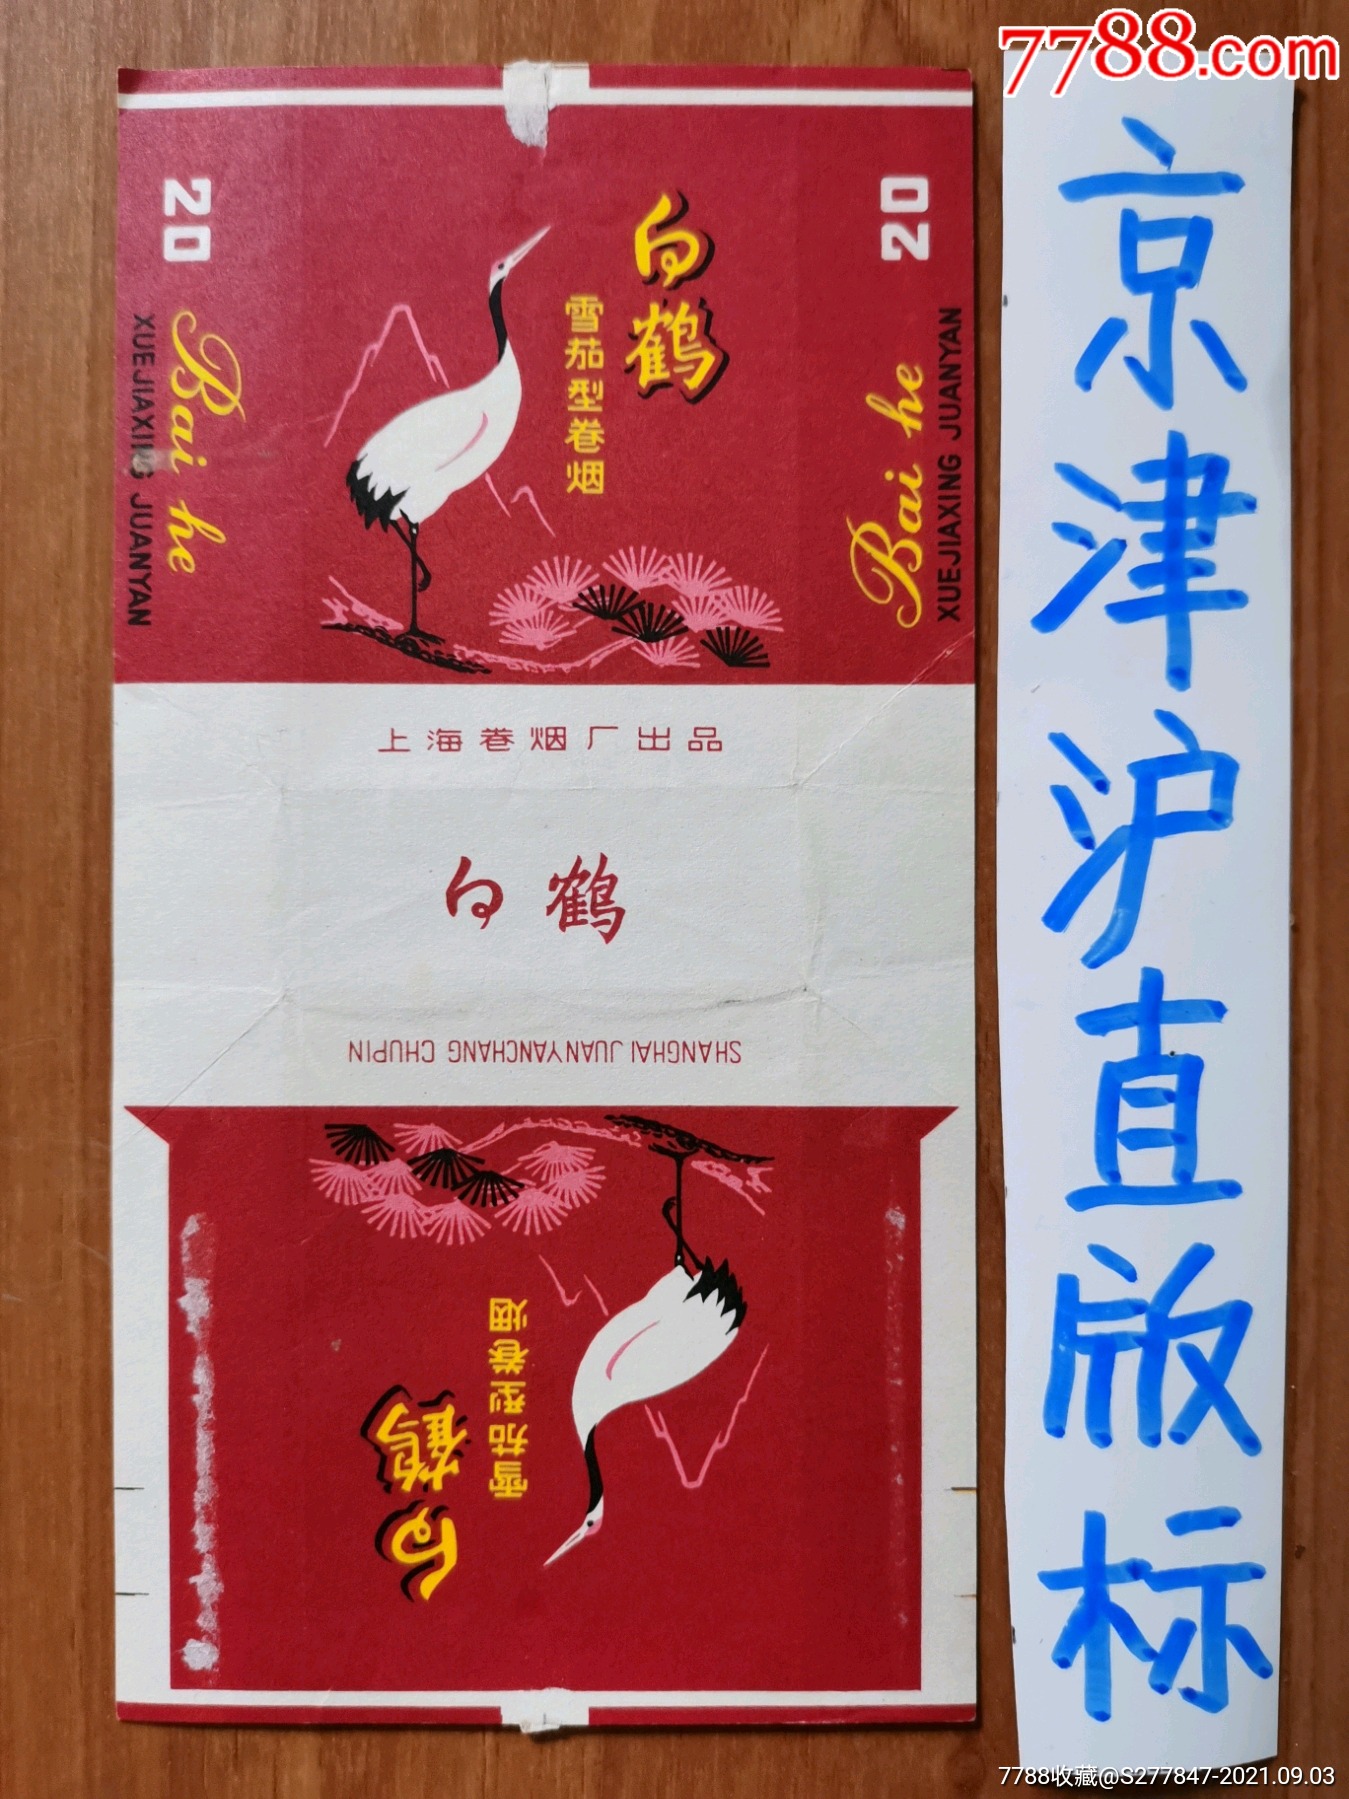 7788.com
京津沪直版标
20
Bai he
XUEJIAXING JUANYAN
白鹤
雪茄型卷烟
20
Bai he
XUEJIAXING JUANYAN
上海卷烟厂出品
白鹤
SHANGHAI JUANYANCHANG CHUPIN
白鹤
雪茄型卷烟
7788收藏@S277847-2021.09.03